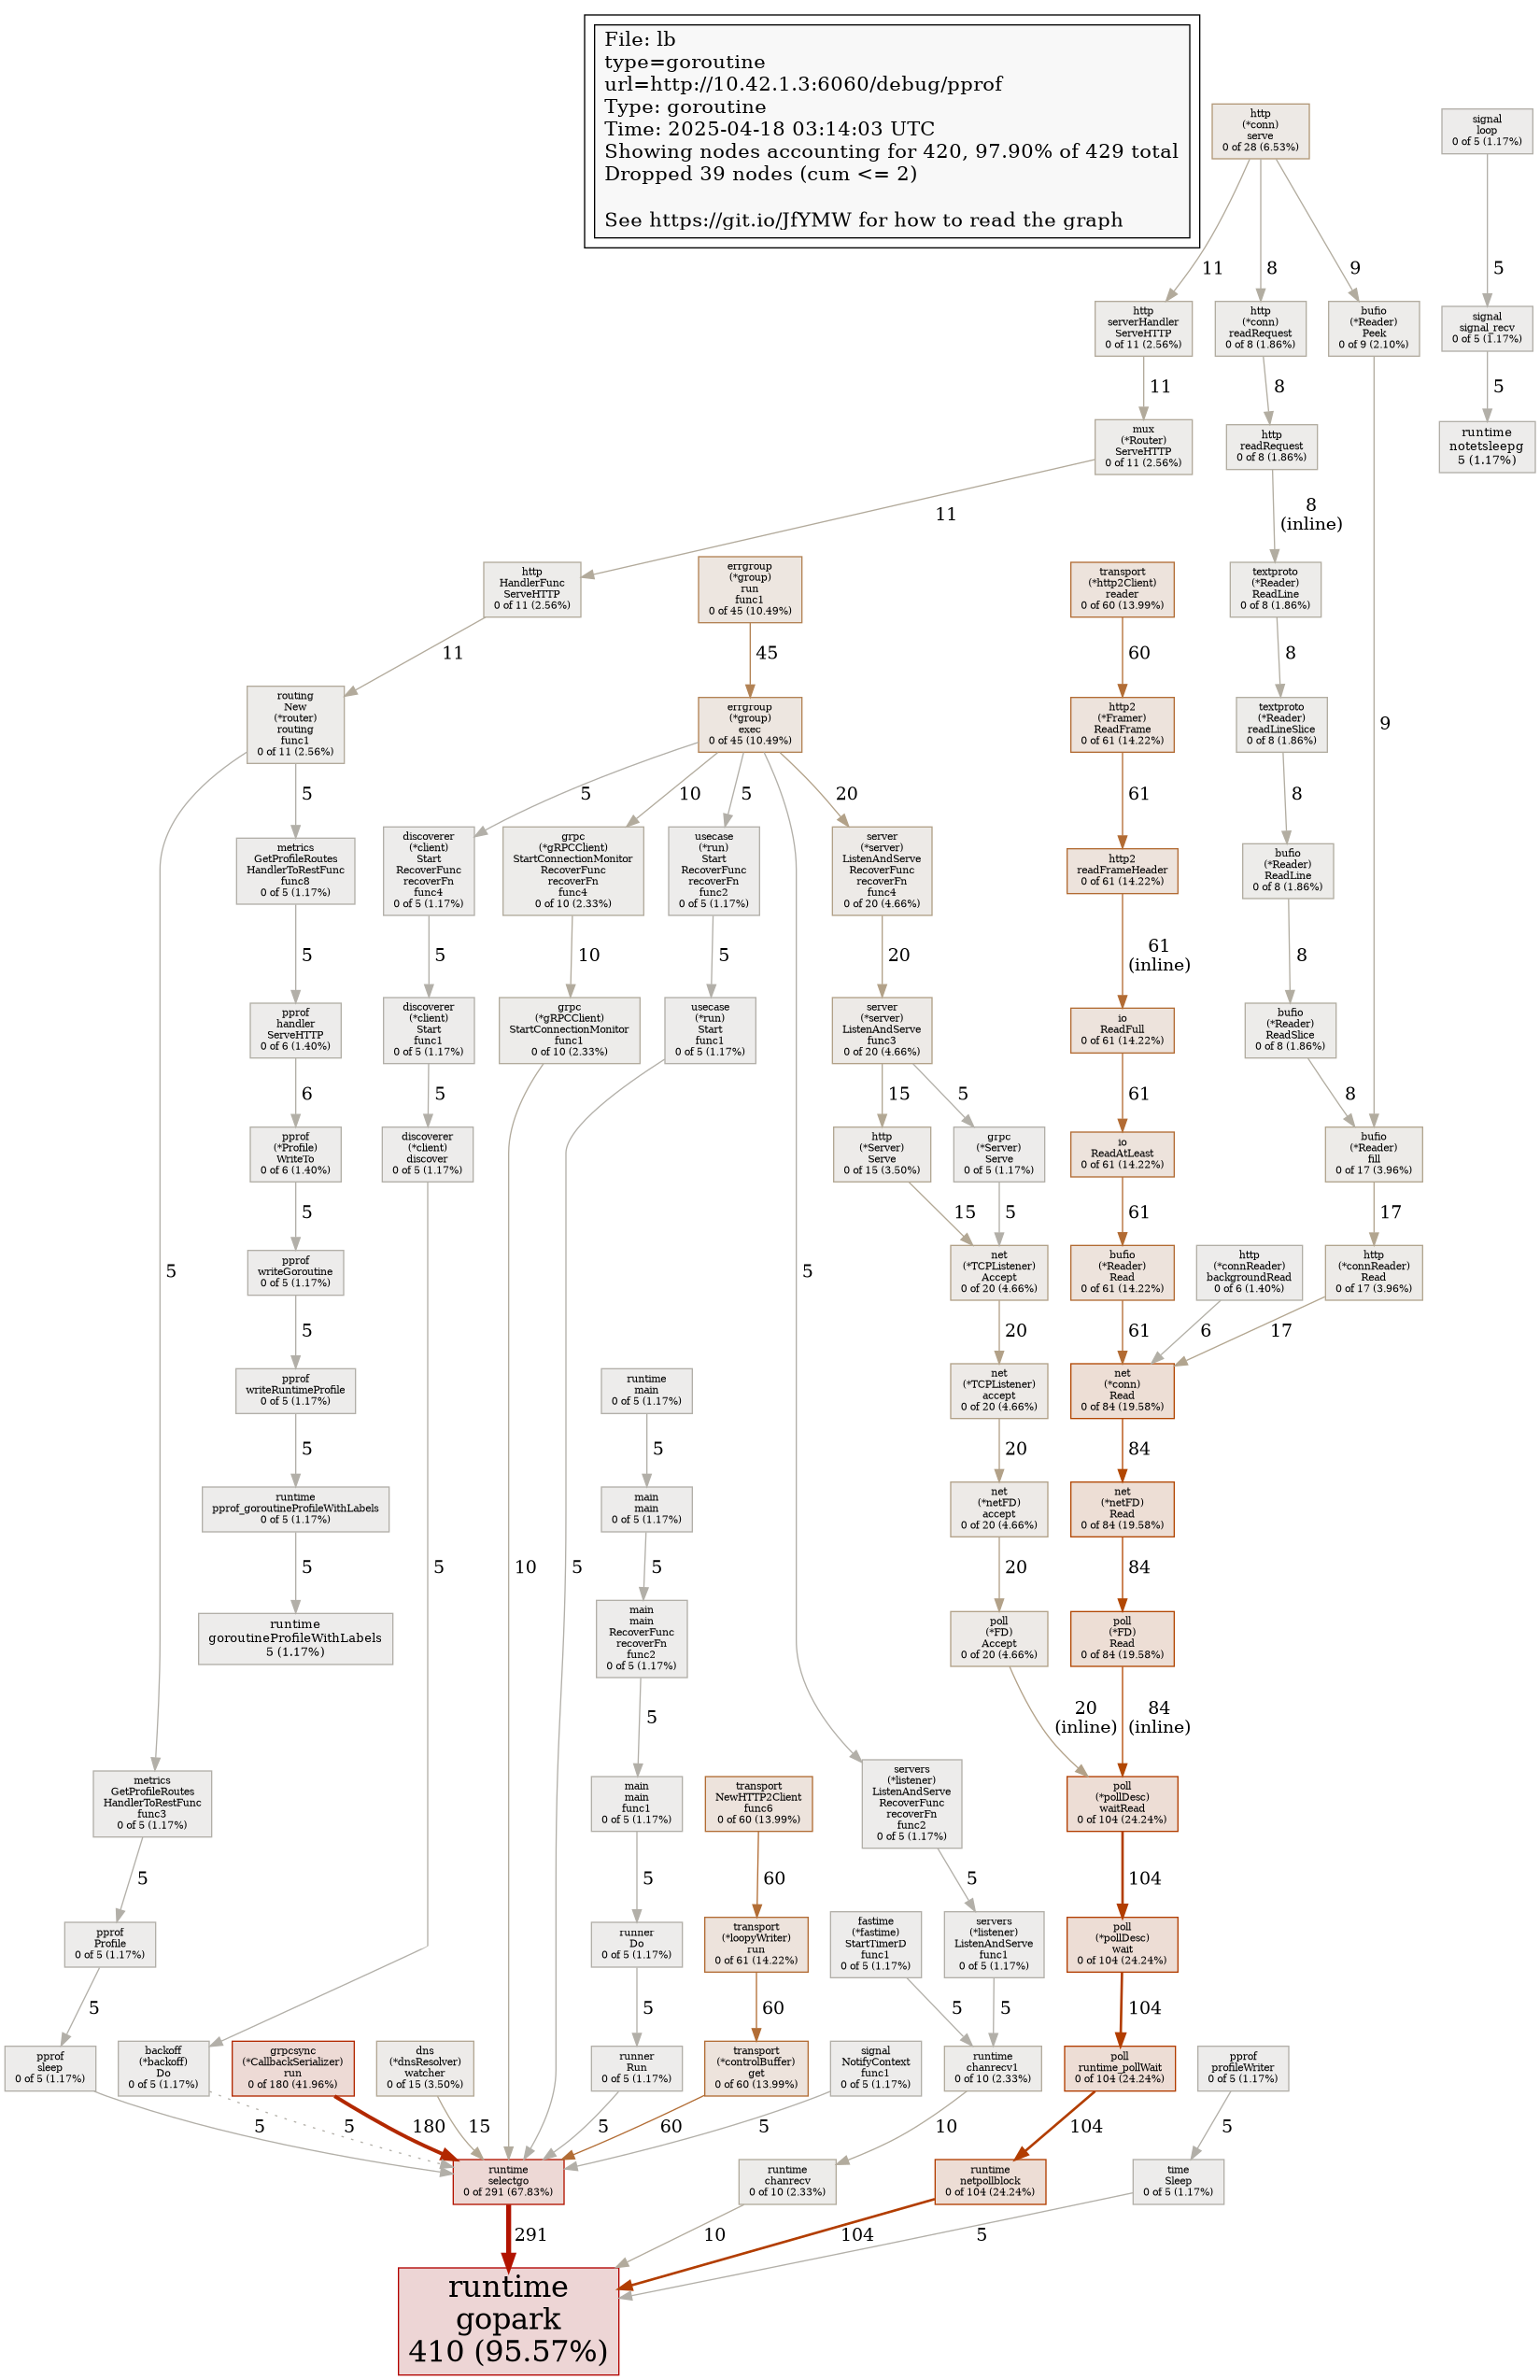 File: lb
type=goroutine
url=http://10.42.1.3:6060/debug/pprof
Type: goroutine
Time: 2025-04-18 03:14:03 UTC
Showing nodes accounting for 420, 97.90% of 429 total
Dropped 39 nodes (cum <= 2)
See https://git.io/JfYMW for how to read the graph
http
(*conn)
serve
0 of 28 (6.53%)
signal
loop
0 of 5 (1.17%)
11
8
9
5
http
serverHandler
ServeHTTP
0 of 11 (2.56%)
http
(*conn)
readRequest
0 of 8 (1.86%)
bufio
(*Reader)
Peek
0 of 9 (2.10%)
signal
signal_recv
0 of 5 (1.17%)
11
8
5
mux
(*Router)
ServeHTTP
0 of 11 (2.56%)
http
readRequest
0 of 8 (1.86%)
runtime
notetsleepg
5 (1.17%)
11
8
(inline)
http
HandlerFunc
ServeHTTP
0 of 11 (2.56%)
errgroup
(*group)
run
func1
0 of 45 (10.49%)
transport
(*http2Client)
reader
0 of 60 (13.99%)
textproto
(*Reader)
ReadLine
0 of 8 (1.86%)
11
45
60
8
routing
New
(*router)
routing
func1
0 of 11 (2.56%)
errgroup
(*group)
exec
0 of 45 (10.49%)
http2
(*Framer)
ReadFrame
0 of 61 (14.22%)
textproto
(*Reader)
readLineSlice
0 of 8 (1.86%)
9
5
5
10
5
20
61
8
metrics
GetProfileRoutes
HandlerToRestFunc
func8
0 of 5 (1.17%)
discoverer
(*client)
Start
RecoverFunc
recoverFn
func4
0 of 5 (1.17%)
grpc
(*gRPCClient)
StartConnectionMonitor
RecoverFunc
recoverFn
func4
0 of 10 (2.33%)
usecase
(*run)
Start
RecoverFunc
recoverFn
func2
0 of 5 (1.17%)
server
(*server)
ListenAndServe
RecoverFunc
recoverFn
func4
0 of 20 (4.66%)
http2
readFrameHeader
0 of 61 (14.22%)
bufio
(*Reader)
ReadLine
0 of 8 (1.86%)
5
5
10
5
20
61
(inline)
8
pprof
handler
ServeHTTP
0 of 6 (1.40%)
discoverer
(*client)
Start
func1
0 of 5 (1.17%)
grpc
(*gRPCClient)
StartConnectionMonitor
func1
0 of 10 (2.33%)
usecase
(*run)
Start
func1
0 of 5 (1.17%)
server
(*server)
ListenAndServe
func3
0 of 20 (4.66%)
io
ReadFull
0 of 61 (14.22%)
bufio
(*Reader)
ReadSlice
0 of 8 (1.86%)
6
5
15
5
61
8
pprof
(*Profile)
WriteTo
0 of 6 (1.40%)
discoverer
(*client)
discover
0 of 5 (1.17%)
http
(*Server)
Serve
0 of 15 (3.50%)
grpc
(*Server)
Serve
0 of 5 (1.17%)
io
ReadAtLeast
0 of 61 (14.22%)
bufio
(*Reader)
fill
0 of 17 (3.96%)
5
15
5
61
17
5
pprof
writeGoroutine
0 of 5 (1.17%)
5
net
(*TCPListener)
Accept
0 of 20 (4.66%)
bufio
(*Reader)
Read
0 of 61 (14.22%)
http
(*connReader)
backgroundRead
0 of 6 (1.40%)
http
(*connReader)
Read
0 of 17 (3.96%)
5
20
61
6
17
pprof
writeRuntimeProfile
0 of 5 (1.17%)
runtime
main
0 of 5 (1.17%)
net
(*TCPListener)
accept
0 of 20 (4.66%)
net
(*conn)
Read
0 of 84 (19.58%)
5
5
20
84
runtime
pprof_goroutineProfileWithLabels
0 of 5 (1.17%)
main
main
0 of 5 (1.17%)
net
(*netFD)
accept
0 of 20 (4.66%)
net
(*netFD)
Read
0 of 84 (19.58%)
5
5
10
5
5
20
84
runtime
goroutineProfileWithLabels
5 (1.17%)
main
main
RecoverFunc
recoverFn
func2
0 of 5 (1.17%)
poll
(*FD)
Accept
0 of 20 (4.66%)
poll
(*FD)
Read
0 of 84 (19.58%)
5
20
(inline)
84
(inline)
metrics
GetProfileRoutes
HandlerToRestFunc
func3
0 of 5 (1.17%)
main
main
func1
0 of 5 (1.17%)
transport
NewHTTP2Client
func6
0 of 60 (13.99%)
servers
(*listener)
ListenAndServe
RecoverFunc
recoverFn
func2
0 of 5 (1.17%)
poll
(*pollDesc)
waitRead
0 of 104 (24.24%)
5
5
60
5
104
pprof
Profile
0 of 5 (1.17%)
runner
Do
0 of 5 (1.17%)
transport
(*loopyWriter)
run
0 of 61 (14.22%)
fastime
(*fastime)
StartTimerD
func1
0 of 5 (1.17%)
servers
(*listener)
ListenAndServe
func1
0 of 5 (1.17%)
poll
(*pollDesc)
wait
0 of 104 (24.24%)
5
5
60
5
5
104
pprof
sleep
0 of 5 (1.17%)
backoff
(*backoff)
Do
0 of 5 (1.17%)
grpcsync
(*CallbackSerializer)
run
0 of 180 (41.96%)
dns
(*dnsResolver)
watcher
0 of 15 (3.50%)
runner
Run
0 of 5 (1.17%)
transport
(*controlBuffer)
get
0 of 60 (13.99%)
signal
NotifyContext
func1
0 of 5 (1.17%)
runtime
chanrecv1
0 of 10 (2.33%)
poll
runtime_pollWait
0 of 104 (24.24%)
pprof
profileWriter
0 of 5 (1.17%)
5
5
180
15
5
60
5
10
104
5
runtime
selectgo
0 of 291 (67.83%)
runtime
chanrecv
0 of 10 (2.33%)
runtime
netpollblock
0 of 104 (24.24%)
time
Sleep
0 of 5 (1.17%)
291
10
104
5
runtime
gopark
410 (95.57%)